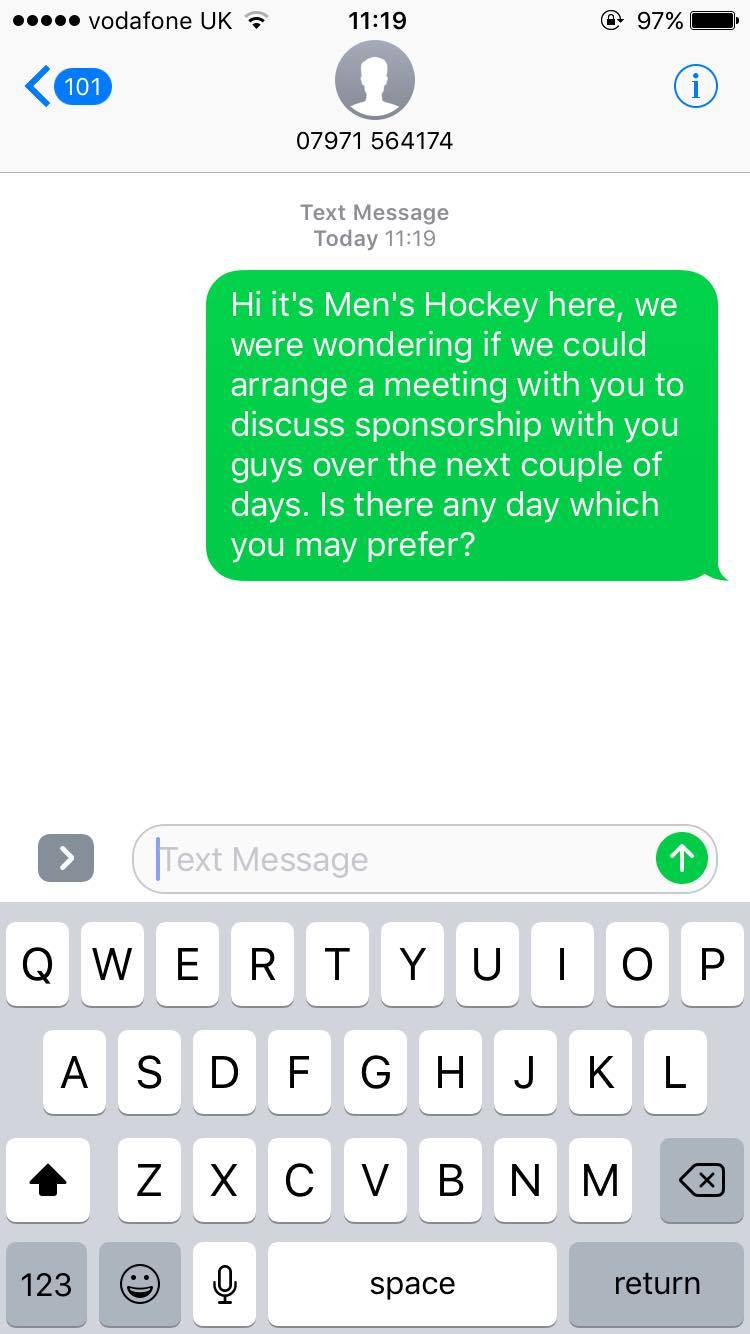 vodafone UK 11:19 97%
101
07971 564174
Text Message
Today 11:19
Hi it's Men's Hockey here, we
were wondering if we could
arrange a meeting with you to
discuss sponsorship with you
guys over the next couple of
days. Is there any day which
you may prefer?
Text Message
Q W E R T Y U I O P
A S D F G H J K L
Z X C V B N M
123 space return